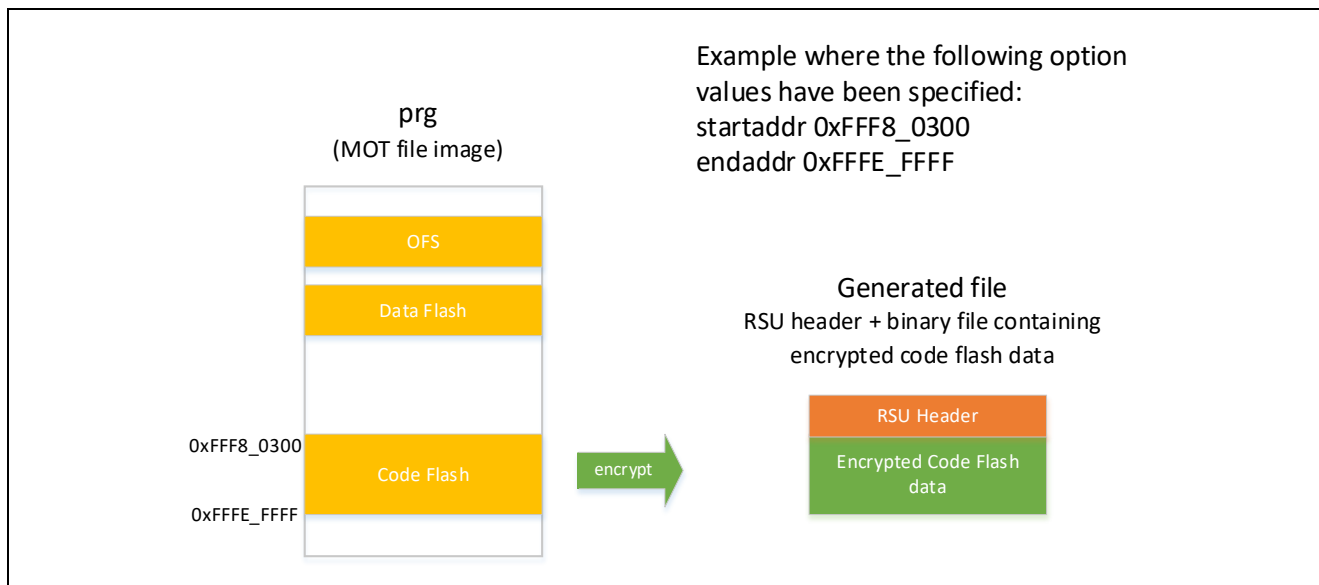 Example where the following option
values have been specified:
startaddr 0xFFF8_0300
endaddr 0xFFFE_FFFF
prg
(MOT file image)
OFS
Data Flash
0xFFF8_0300
Code Flash
0xFFFE_FFFF
encrypt
Generated file
RSU header + binary file containing
encrypted code flash data
RSU Header
Encrypted Code Flash
data